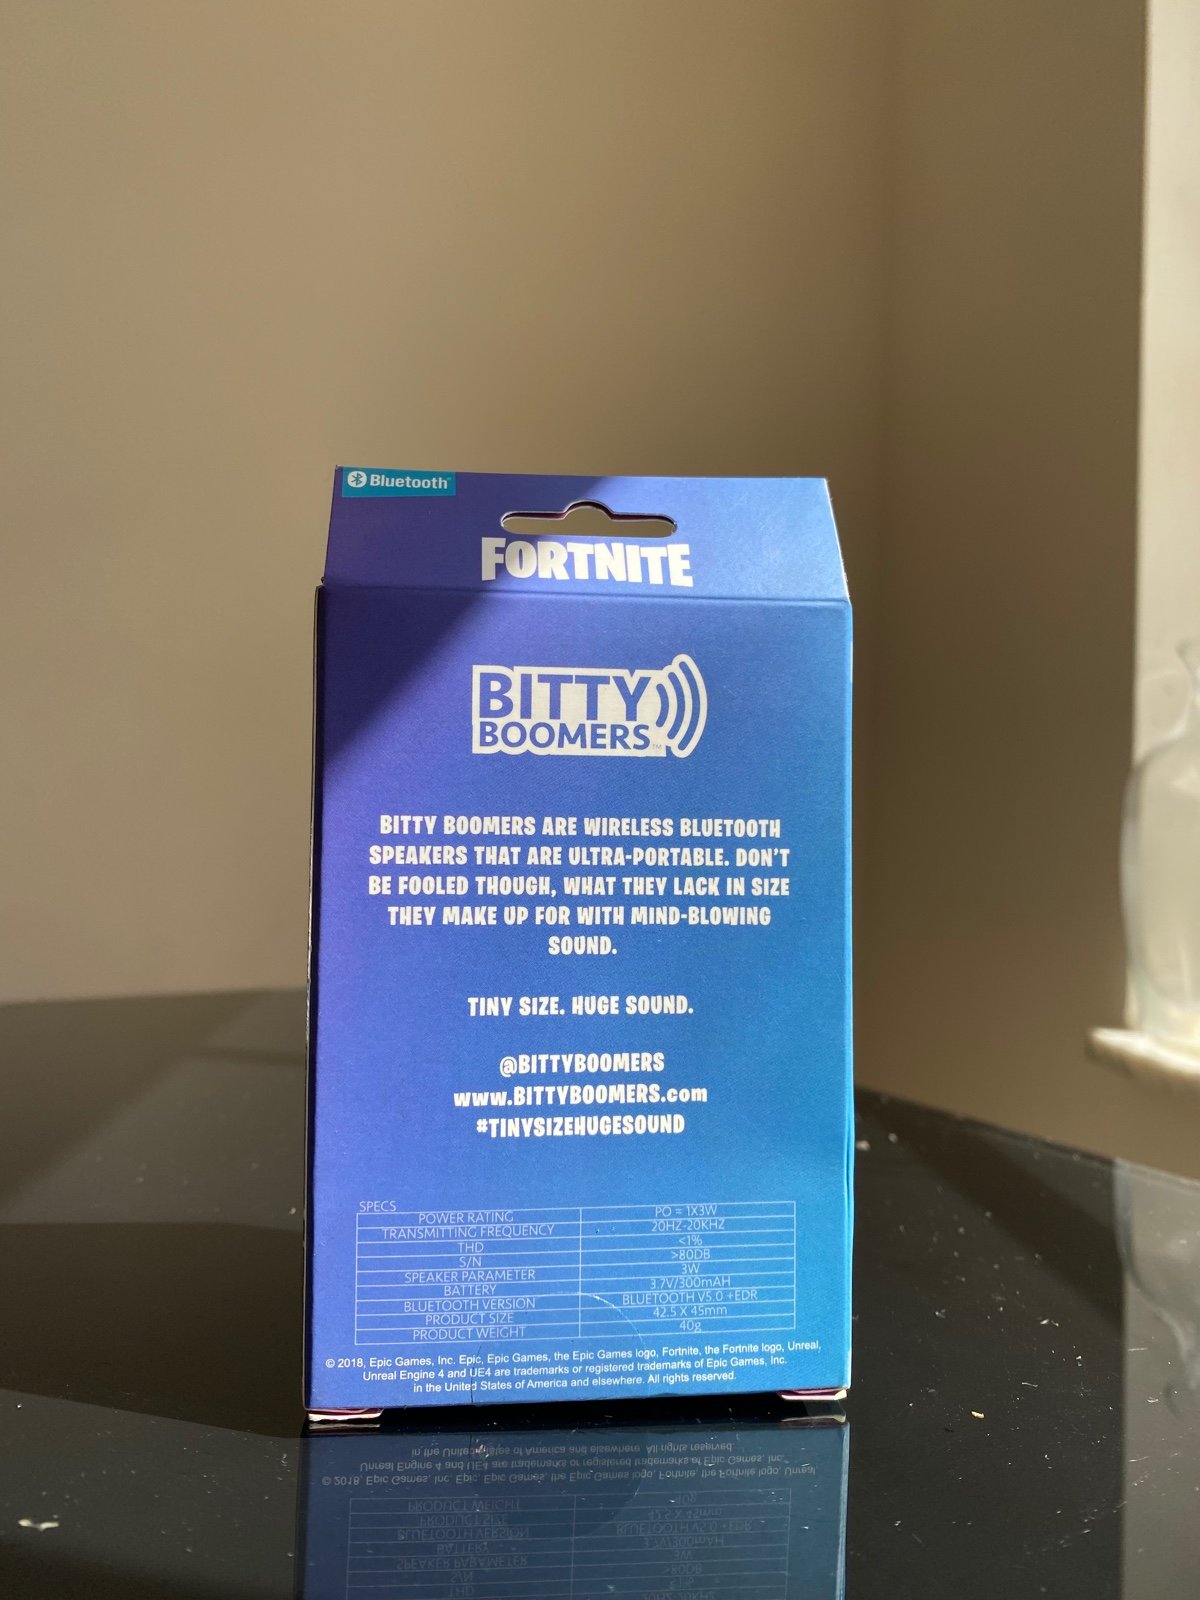 Bluetooth
FORTNITE
BITTY
BOOMERS™
BITTY BOOMERS ARE WIRELESS BLUETOOTH
SPEAKERS THAT ARE ULTRA-PORTABLE. DON'T
BE FOOLED THOUGH, WHAT THEY LACK IN SIZE
THEY MAKE UP FOR WITH MIND-BLOWING
SOUND.
TINY SIZE. HUGE SOUND.
@BITTYBOOMERS
www.BITTYBOOMERS.com
#TINYSIZEHUGESOUND
SPECS
POWER RATING PO = 1X3W
TRANSMITTING FREQUENCY 20HZ-20KHZ
THD <1%
S/N >80DB
SPEAKER PARAMETER 3W
BATTERY 3.7V/300mAH
BLUETOOTH VERSION BLUETOOTH V5.0 +EDR
PRODUCT SIZE 42.5 X 45mm
PRODUCT WEIGHT 40g
© 2018, Epic Games, Inc. Epic, Epic Games, the Epic Games logo, Fortnite, the Fortnite logo, Unreal,
Unreal Engine 4 and UE4 are trademarks or registered trademarks of Epic Games, Inc.
in the United States of America and elsewhere. All rights reserved.